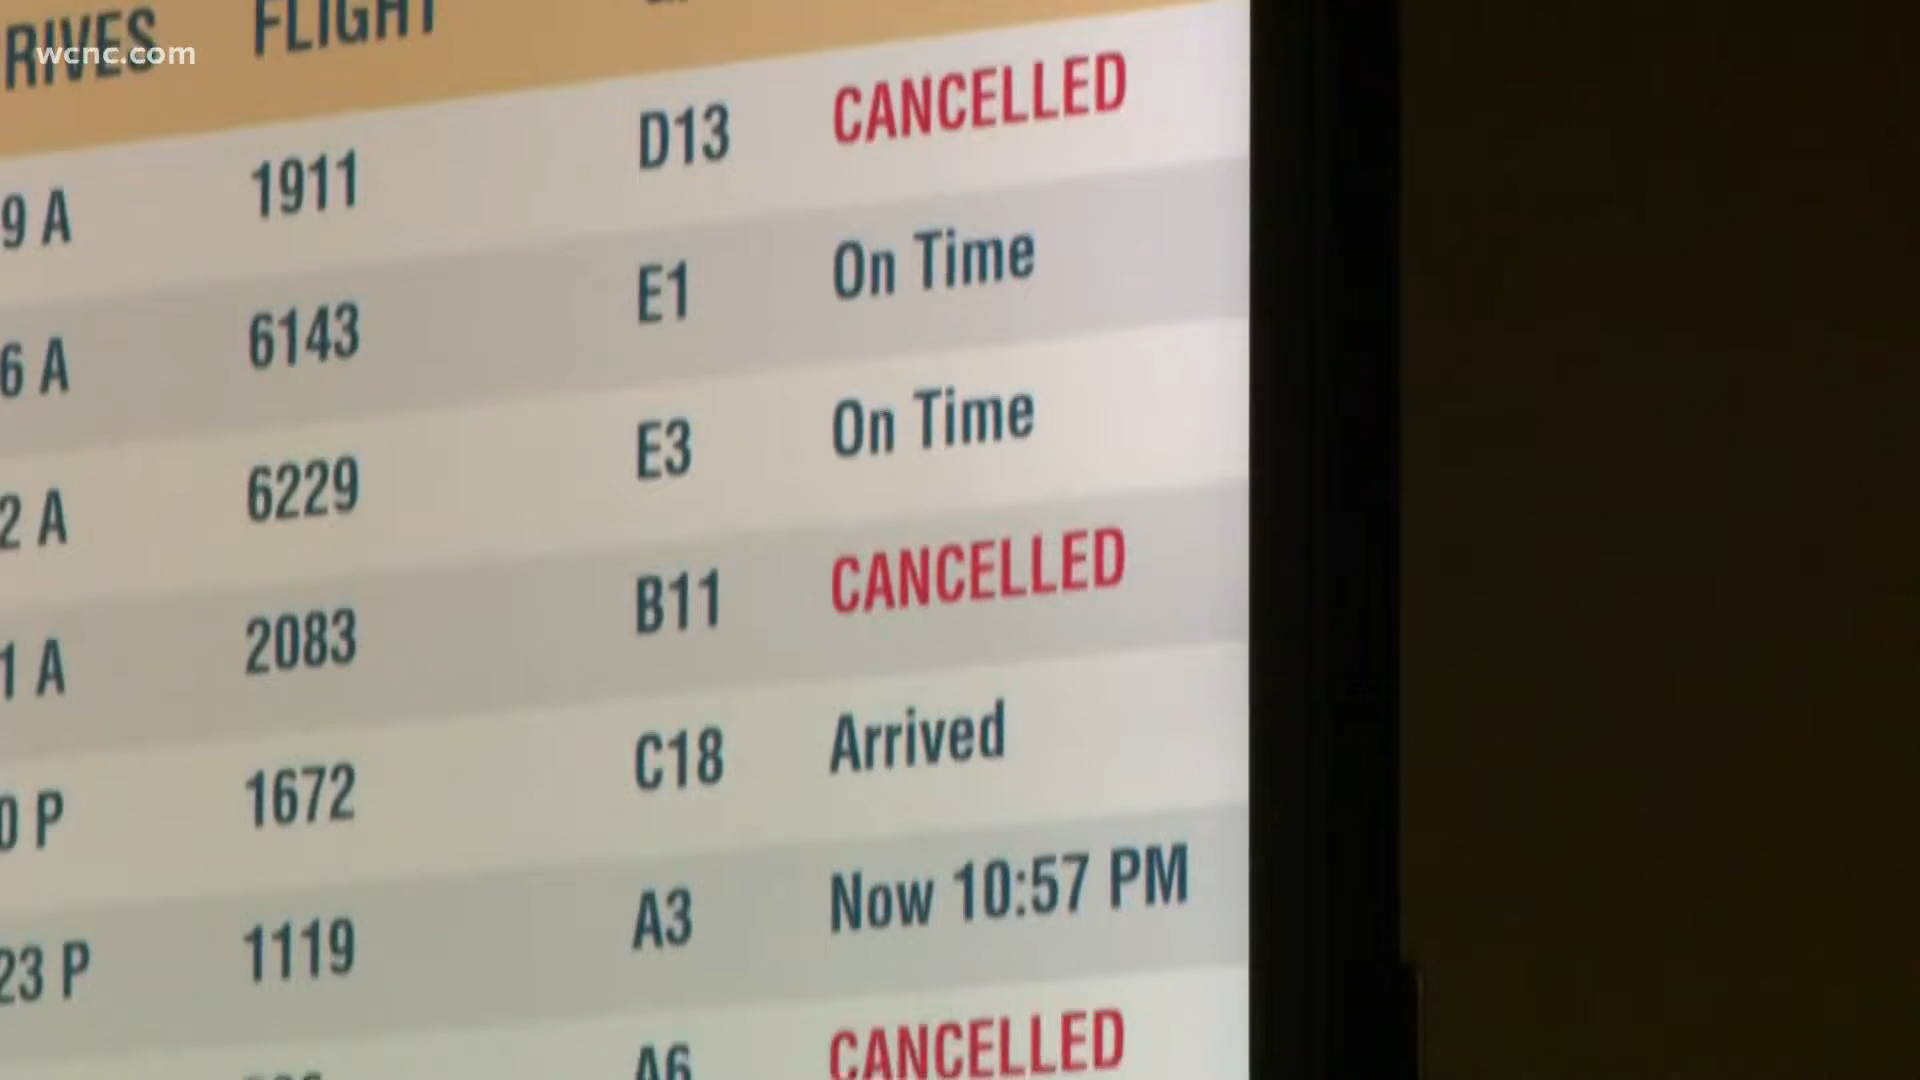 wcnc.com
RIVES FLIGHT
9 A 1911 D13 CANCELLED
6 A 6143 E1 On Time
2 A 6229 E3 On Time
1 A 2083 B11 CANCELLED
0 P 1672 C18 Arrived
23 P 1119 A3 Now 10:57 PM
A6 CANCELLED